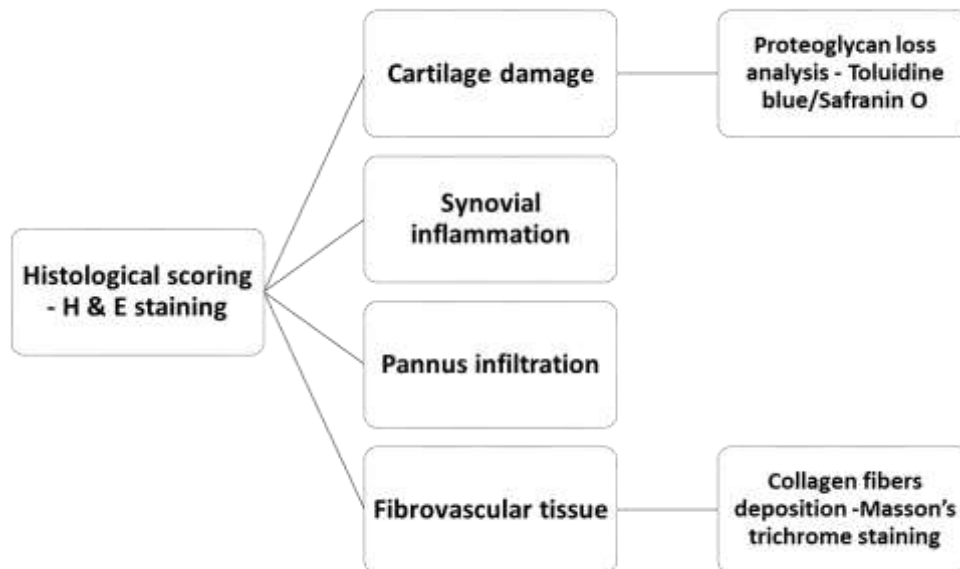 Histological scoring
- H & E staining
Cartilage damage
Proteoglycan loss
analysis - Toluidine
blue/Safranin O
Synovial
inflammation
Pannus infiltration
Fibrovascular tissue
Collagen fibers
deposition -Masson’s
trichrome staining